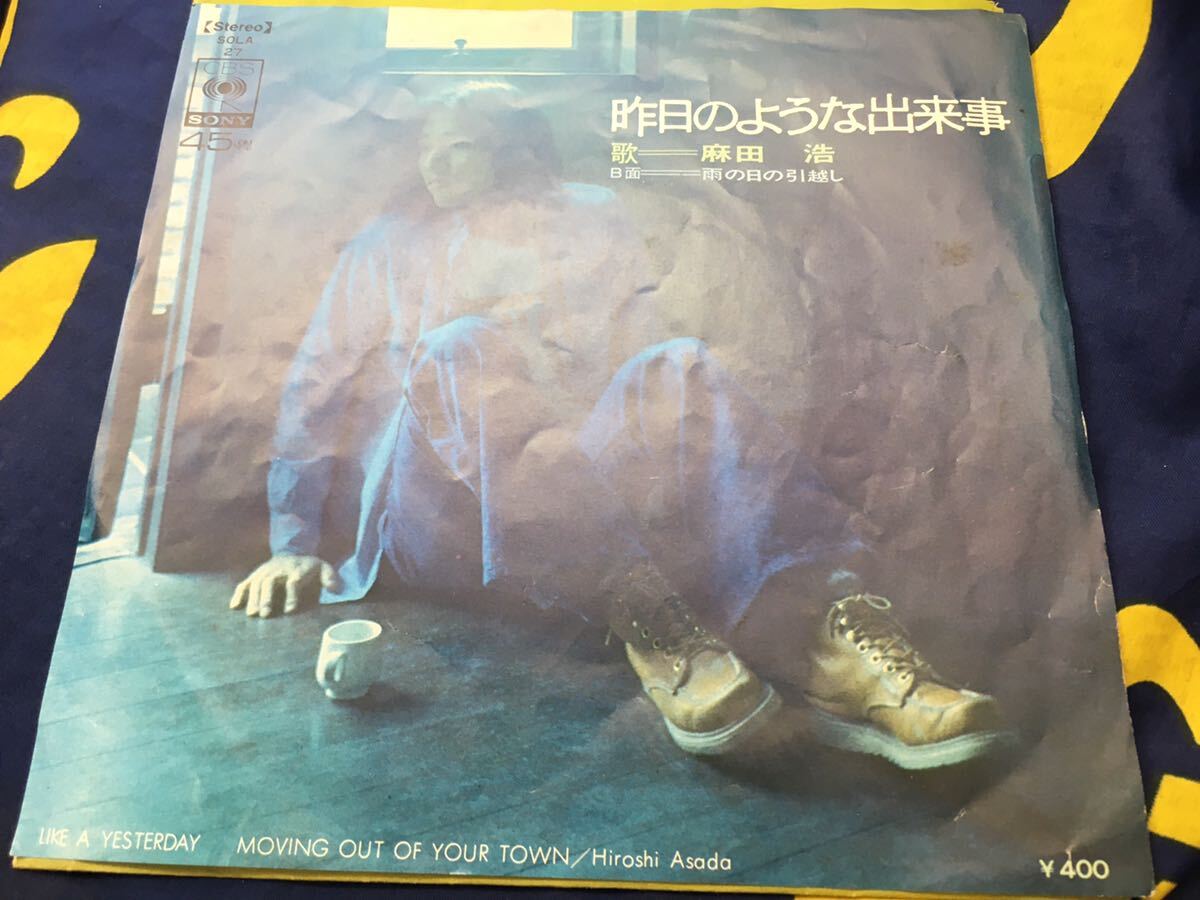 【Stereo】
SOLA
27
CBS
SONY
45
昨日のような出来事
歌══麻田 浩
B面══雨の日の引越し
LIKE A YESTERDAY MOVING OUT OF YOUR TOWN/Hiroshi Asada
¥400